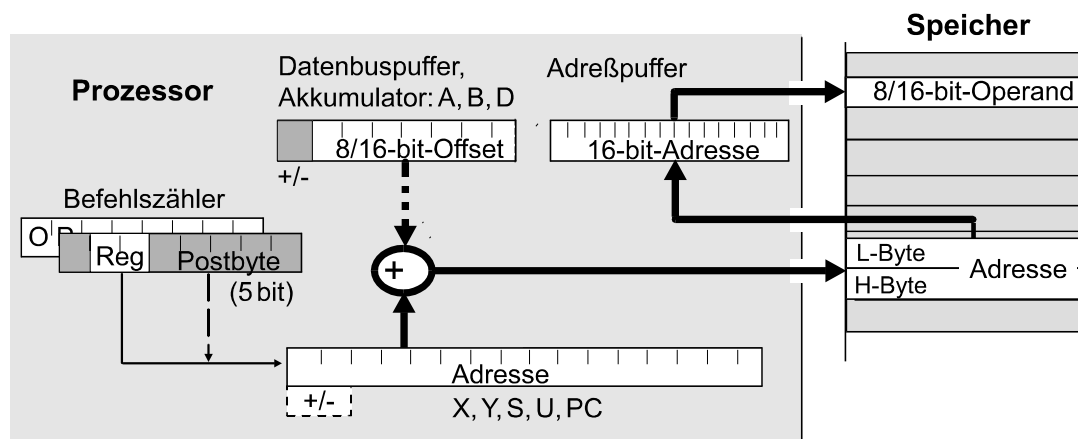 Speicher
Prozessor
Datenbuspuffer,
Akkumulator: A, B, D
Adreßpuffer
8/16-bit-Operand
8/16-bit-Offset
16-bit-Adresse
+/-
Befehlszähler
O P
Reg
Postbyte
(5 bit)
+
L-Byte
H-Byte
Adresse
Adresse
+/-
X, Y, S, U, PC